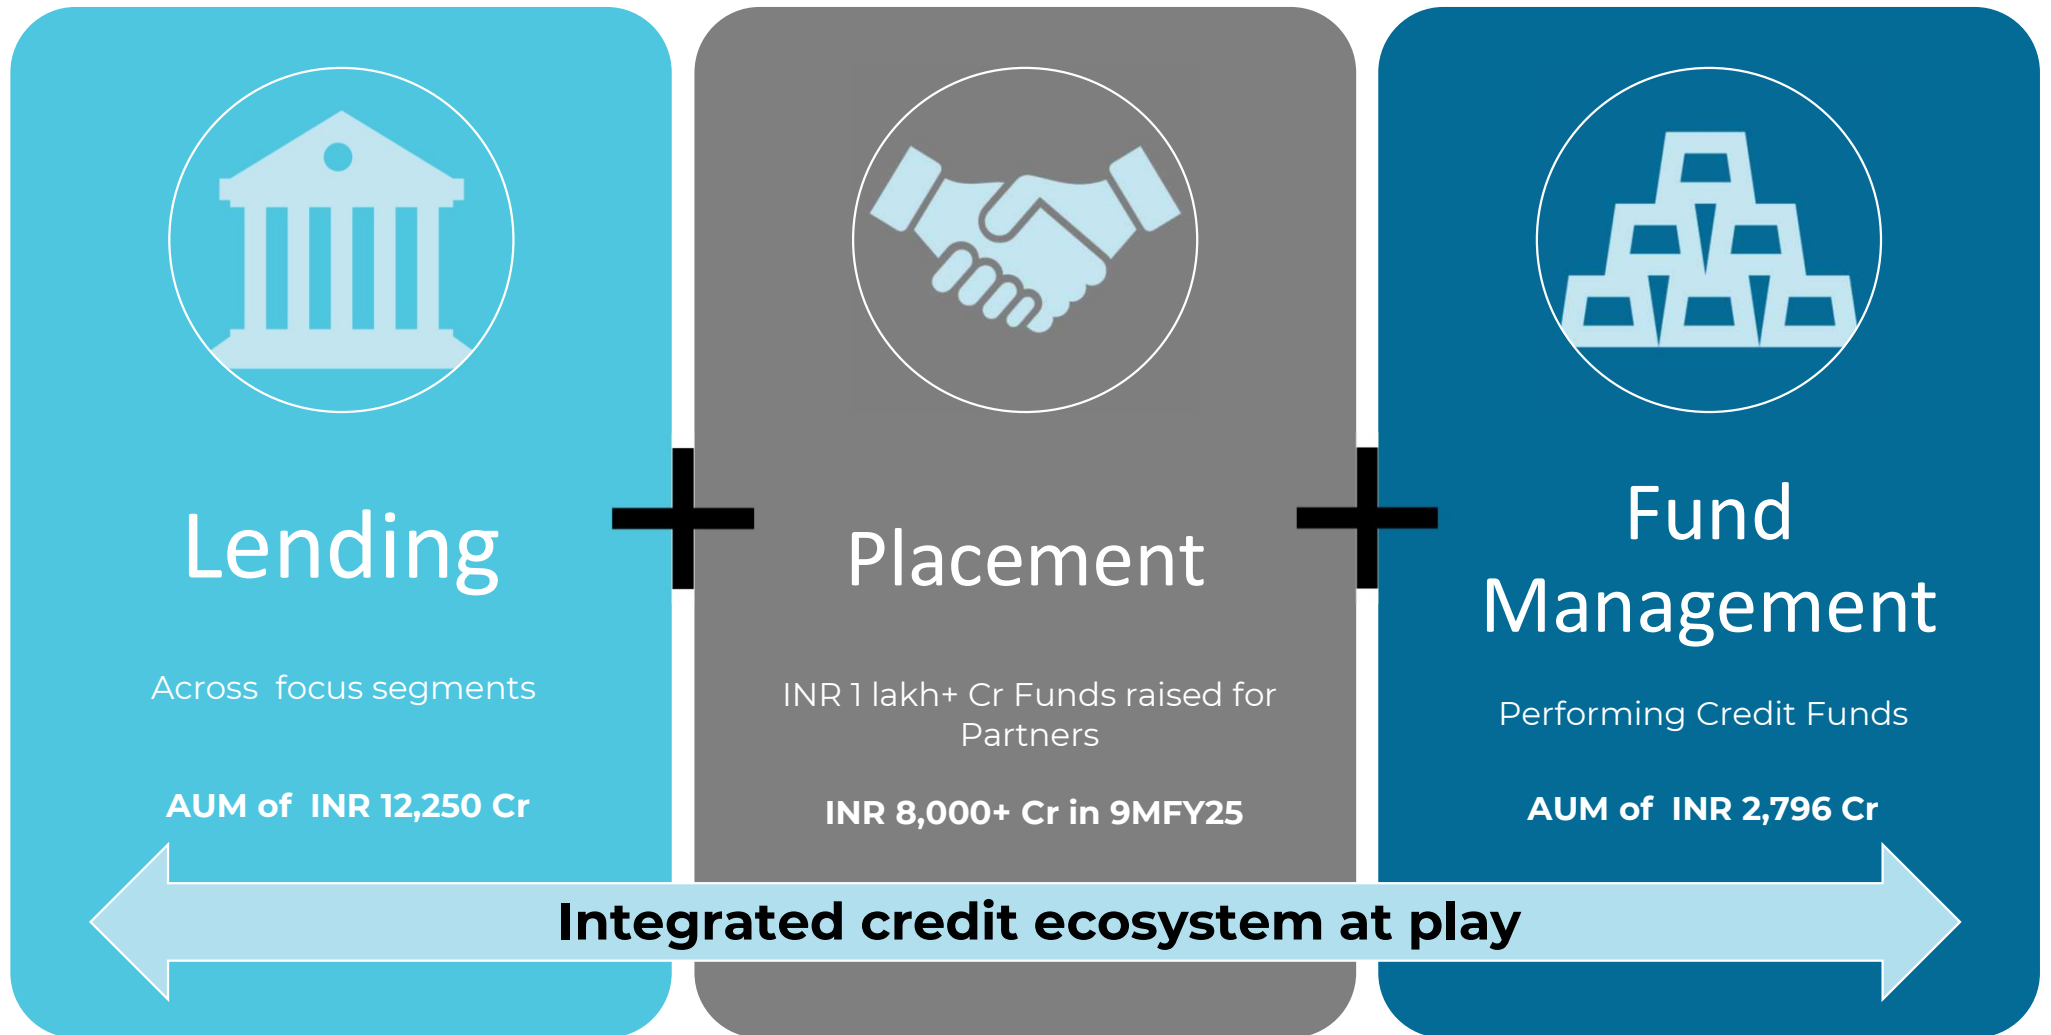 Lending
Across focus segments
AUM of INR 12,250 Cr
Placement
INR 1 lakh+ Cr Funds raised for
Partners
INR 8,000+ Cr in 9MFY25
Fund
Management
Performing Credit Funds
AUM of INR 2,796 Cr
Integrated credit ecosystem at play